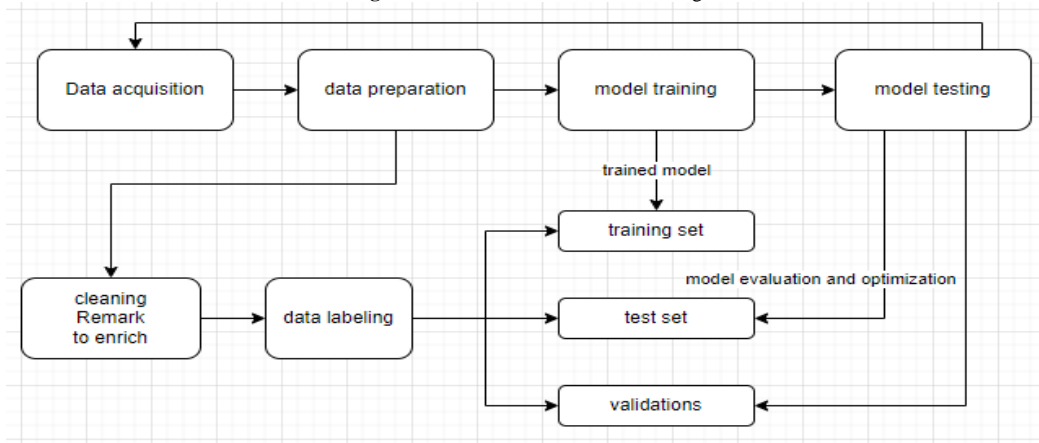 Data acquisition
data preparation
model training
model testing
trained model
training set
model evaluation and optimization
cleaning
Remark
to enrich
data labeling
test set
validations